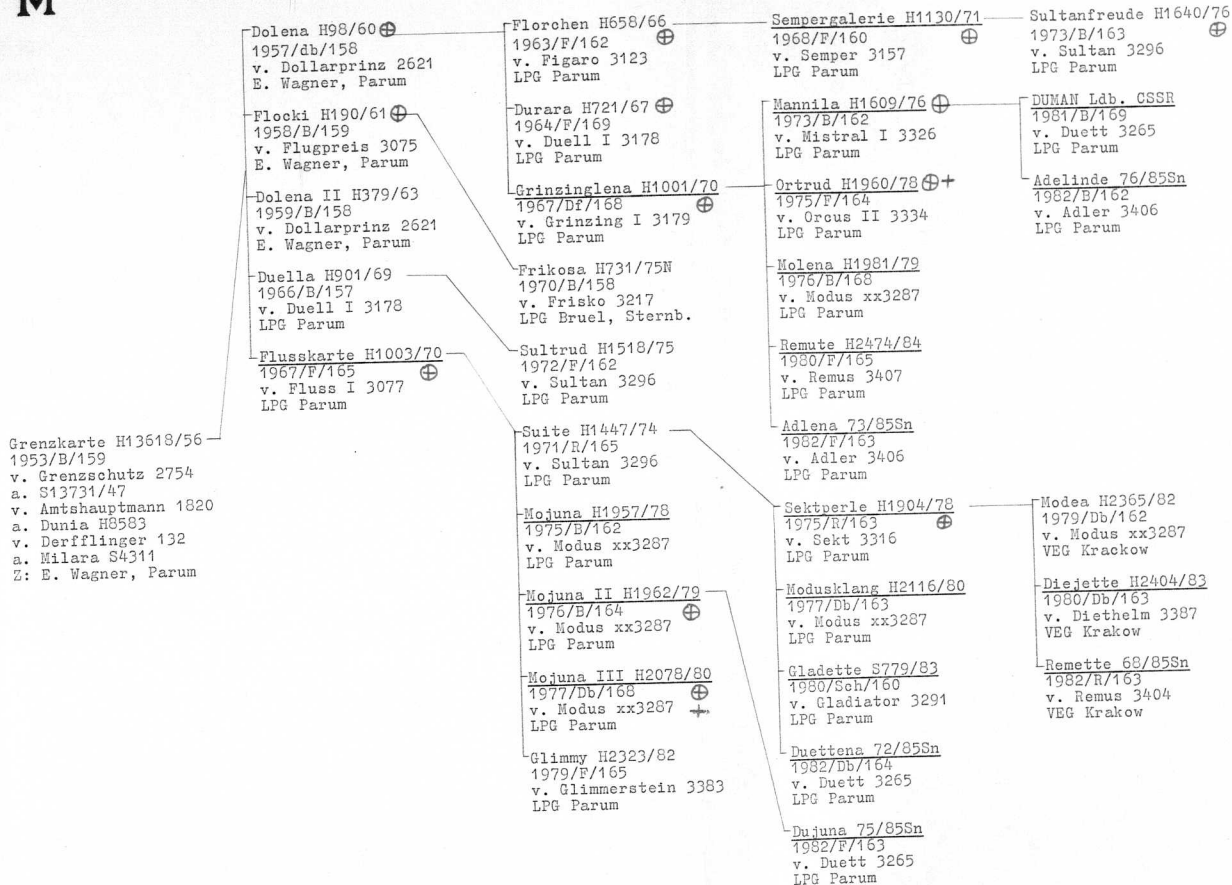 M
Dolena H98/60
1957/db/158
v. Dollarprinz 2621
E. Wagner, Parum
Flocki H190/61
1958/B/159
v. Flugpreis 3075
E. Wagner, Parum
Dolena II H379/63
1959/B/158
v. Dollarprinz 2621
E. Wagner, Parum
Duella H901/69
1966/B/157
v. Duell I 3178
LPG Parum
Flusskarte H1003/70
1967/F/165
v. Fluss I 3077
LPG Parum
Grenzkarte H13618/56
1953/B/159
v. Grenzschutz 2754
a. S13731/47
v. Amtshauptmann 1820
a. Dunia H8583
v. Derfflinger 132
a. Milara S4311
Z: E. Wagner, Parum
Florchen H658/66
1963/F/162
v. Figaro 3123
LPG Parum
Durara H721/67
1964/F/169
v. Duell I 3178
LPG Parum
Grinzinglena H1001/70
1967/Df/168
v. Grinzing I 3179
LPG Parum
Frikosa H731/75N
1970/B/158
v. Frisko 3217
LPG Bruel, Sternb.
Sultrud H1518/75
1972/F/162
v. Sultan 3296
LPG Parum
Suite H1447/74
1971/R/165
v. Sultan 3296
LPG Parum
Mojuna H1957/78
1975/B/162
v. Modus xx3287
LPG Parum
Mojuna II H1962/79
1976/B/164
v. Modus xx3287
LPG Parum
Mojuna III H2078/80
1977/Db/168
v. Modus xx3287
LPG Parum
Glimmy H2323/82
1979/F/165
v. Glimmerstein 3383
LPG Parum
Sempergalerie H1130/71
1968/F/160
v. Semper 3157
LPG Parum
Mannila H1609/76
1973/B/162
v. Mistral I 3326
LPG Parum
Ortrud H1960/78
1975/F/164
v. Orcus II 3334
LPG Parum
Molena H1981/79
1976/B/168
v. Modus xx3287
LPG Parum
Remute H2474/84
1980/F/165
v. Remus 3407
LPG Parum
Adlena 73/85Sn
1982/F/163
v. Adler 3406
LPG Parum
Sektperle H1904/78
1975/R/163
v. Sekt 3316
LPG Parum
Modusklang H2116/80
1977/Db/163
v. Modus xx3287
LPG Parum
Gladette S779/83
1980/Sch/160
v. Gladiator 3291
LPG Parum
Duettena 72/85Sn
1982/Db/164
v. Duett 3265
LPG Parum
Dujuna 75/85Sn
1982/F/163
v. Duett 3265
LPG Parum
Sultanfreude H1640/76
1973/B/163
v. Sultan 3296
LPG Parum
DUMAN Ldb. CSSR
1981/B/169
v. Duett 3265
LPG Parum
Adelinde 76/85Sn
1982/B/162
v. Adler 3406
LPG Parum
Modea H2365/82
1979/Db/162
v. Modus xx3287
VEG Krackow
Diejette H2404/83
1980/Db/163
v. Diethelm 3387
VEG Krakow
Remette 68/85Sn
1982/R/163
v. Remus 3404
VEG Krakow